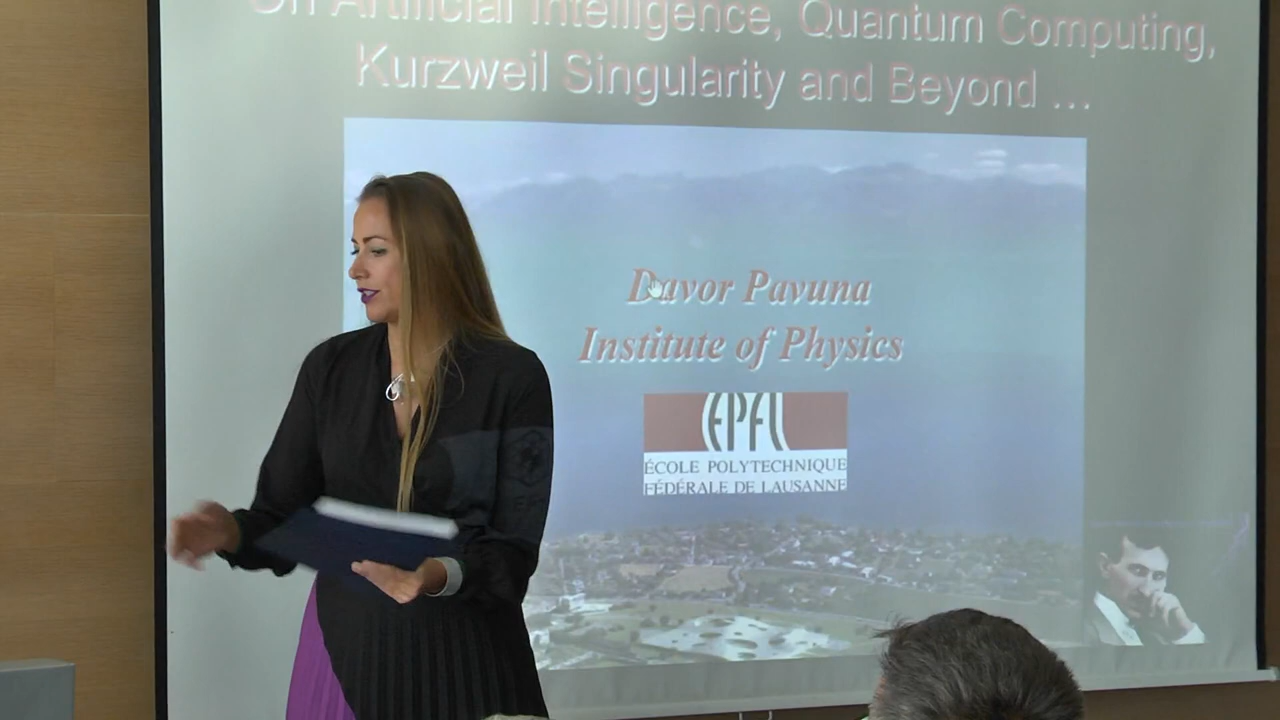 On Artificial Intelligence, Quantum Computing,
Kurzweil Singularity and Beyond ...
Davor Pavuna
Institute of Physics
EPFL
ÉCOLE POLYTECHNIQUE
FÉDÉRALE DE LAUSANNE